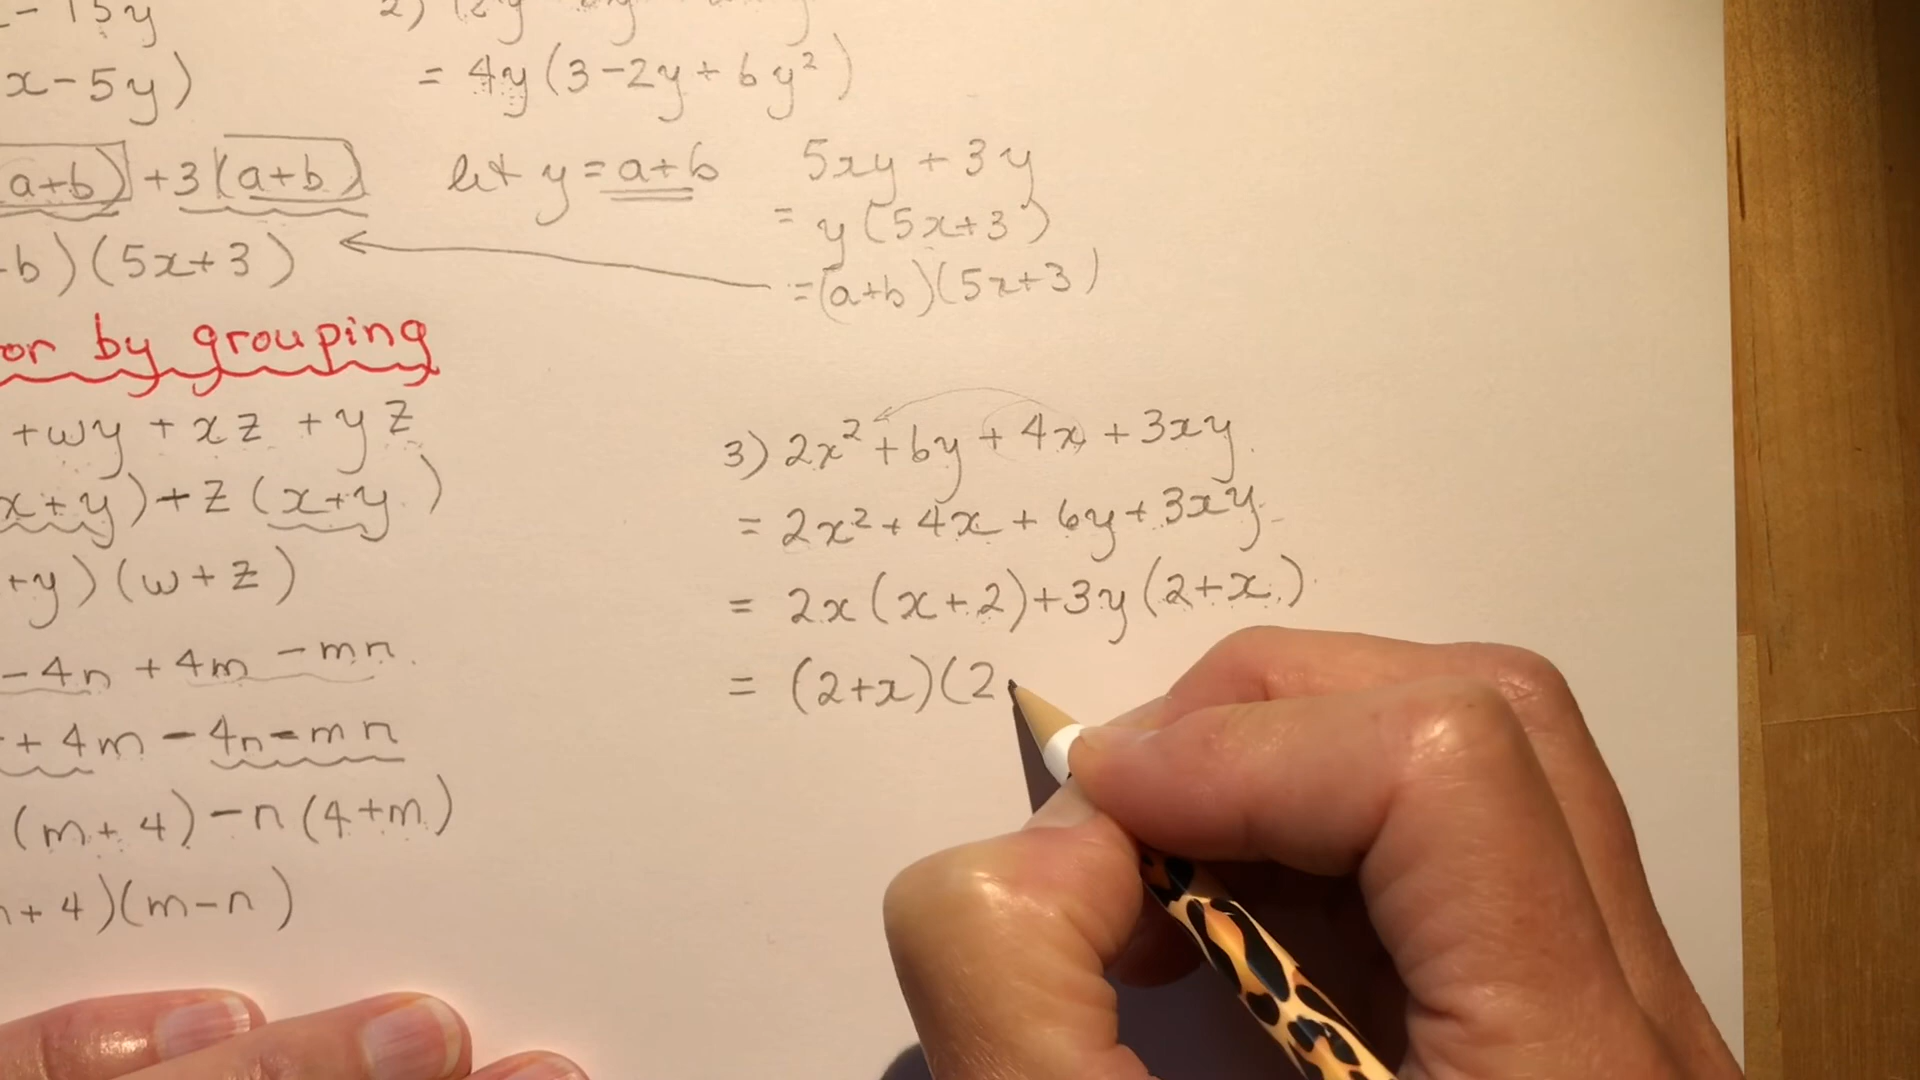 - 15y
x - 5y)
a+b) + 3(a+b)
b)(5x+3)
or by grouping
+ wy + xz + yz
x+y) + z(x+y)
+y)(w+z)
- 4n + 4m - mn
+ 4m - 4n - mn
(m+4) - n(4+m)
+ 4)(m-n)
2)
= 4y(3-2y+6y²)
let y = a+b
5xy + 3y
= y(5x+3)
= (a+b)(5x+3)
3) 2x² + 6y + 4x + 3xy
= 2x² + 4x + 6y + 3xy
= 2x(x+2) + 3y(2+x)
= (2+x)(2